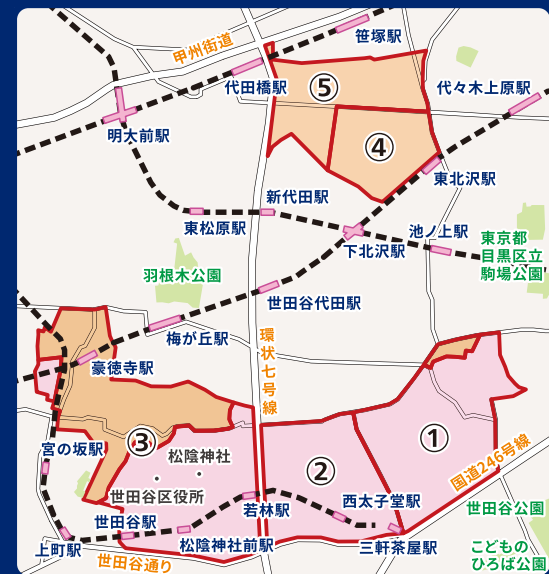 笹塚駅
甲州街道
代田橋駅
⑤
代々木上原駅
明大前駅
④
東北沢駅
新代田駅
東松原駅
池ノ上駅
下北沢駅
東京都
目黒区立
駒場公園
羽根木公園
世田谷代田駅
梅が丘駅
環状七号線
豪徳寺駅
①
③
宮の坂駅
松陰神社
②
国道246号線
世田谷区役所
西太子堂駅
世田谷公園
若林駅
世田谷駅
上町駅
松陰神社前駅
三軒茶屋駅
こどもの
ひろば公園
世田谷通り